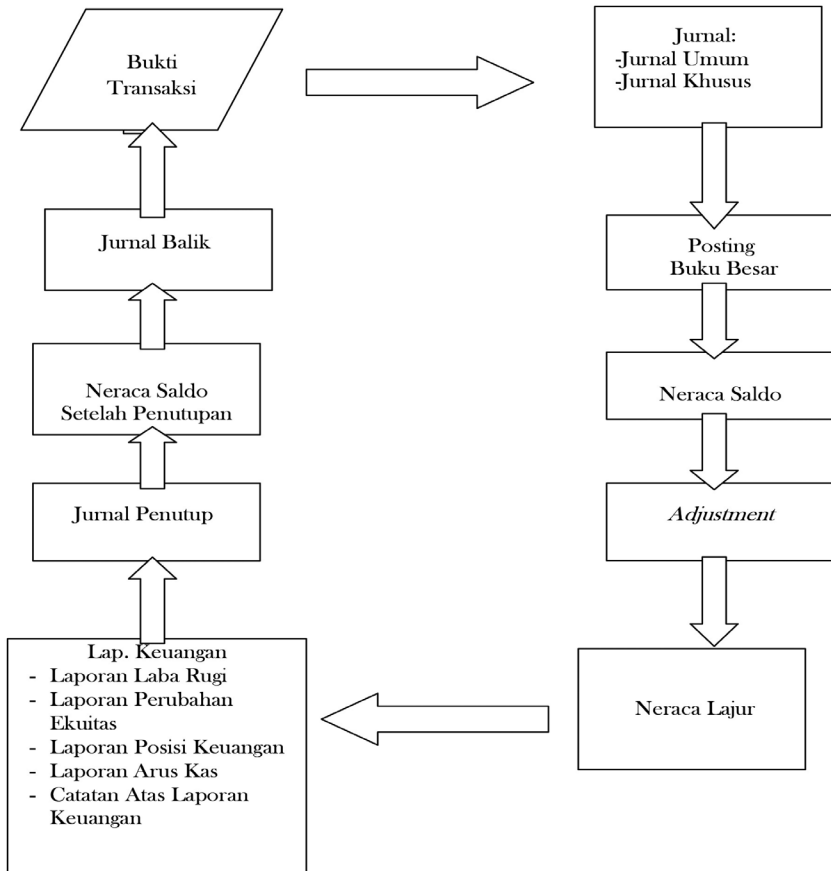 Bukti
Transaksi
Jurnal:
-Jurnal Umum
-Jurnal Khusus
Posting
Buku Besar
Neraca Saldo
Adjustment
Neraca Lajur
Lap. Keuangan
- Laporan Laba Rugi
- Laporan Perubahan
Ekuitas
- Laporan Posisi Keuangan
- Laporan Arus Kas
- Catatan Atas Laporan
Keuangan
Jurnal Penutup
Neraca Saldo
Setelah Penutupan
Jurnal Balik